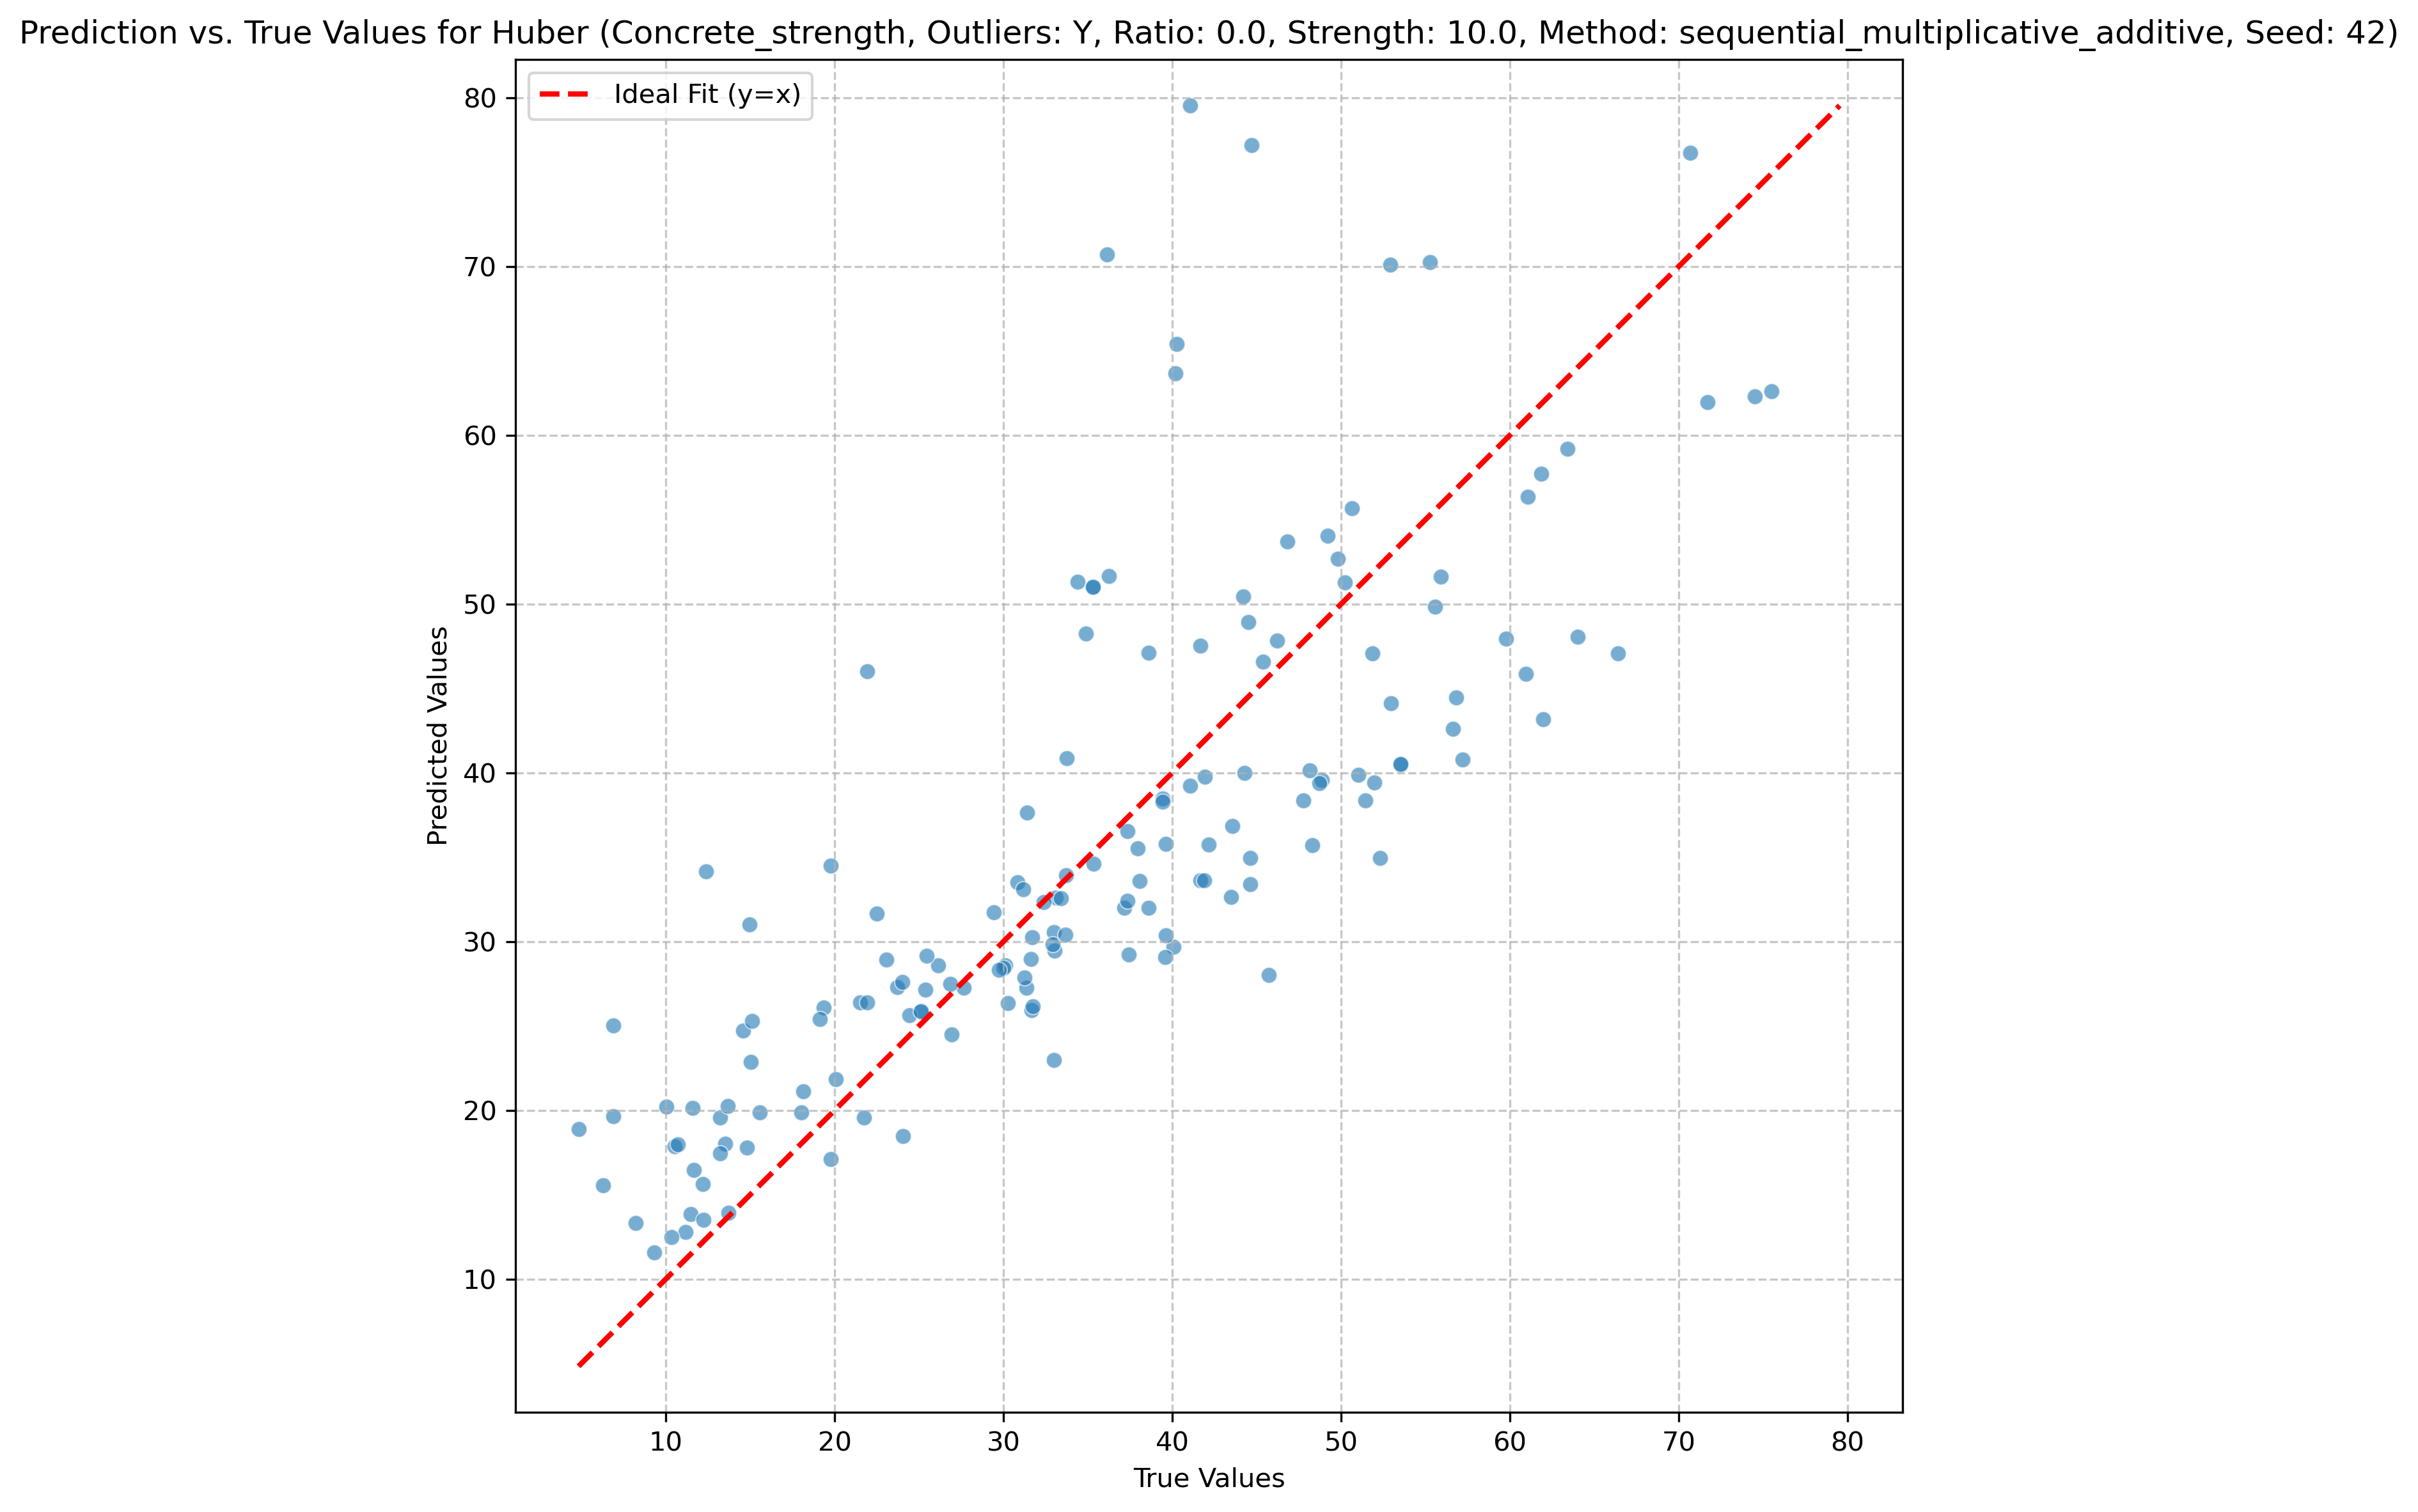 Prediction vs. True Values for Huber (Concrete_strength, Outliers: Y, Ratio: 0.0, Strength: 10.0, Method: sequential_multiplicative_additive, Seed: 42)
Ideal Fit (y=x)
80
70
60
50
40
30
20
10
Predicted Values
10 20 30 40 50 60 70 80
True Values